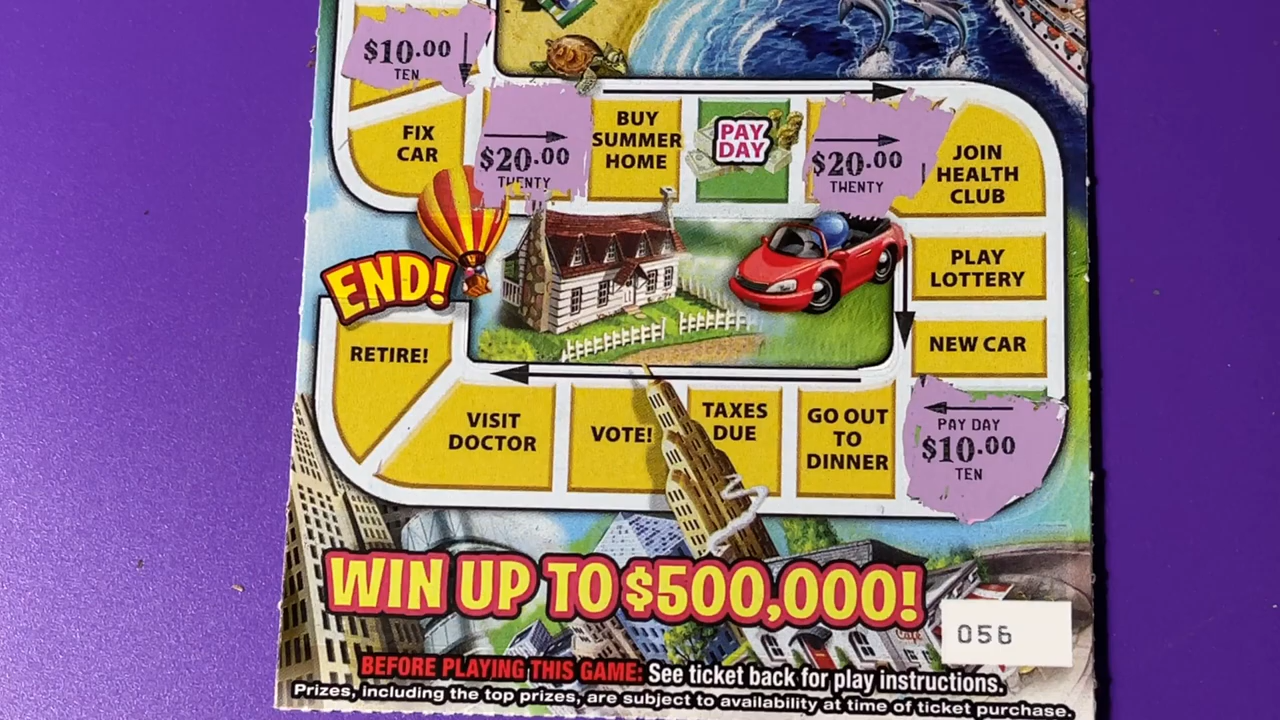 $10.00
TEN
FIX
CAR
$20.00
TWENTY
BUY
SUMMER
HOME
PAY
DAY
$20.00
TWENTY
JOIN
HEALTH
CLUB
PLAY
LOTTERY
NEW CAR
PAY DAY
$10.00
TEN
GO OUT
TO
DINNER
TAXES
DUE
VOTE!
VISIT
DOCTOR
RETIRE!
END!
WIN UP TO $500,000!
056
BEFORE PLAYING THIS GAME: See ticket back for play instructions.
Prizes, including the top prizes, are subject to availability at time of ticket purchase.